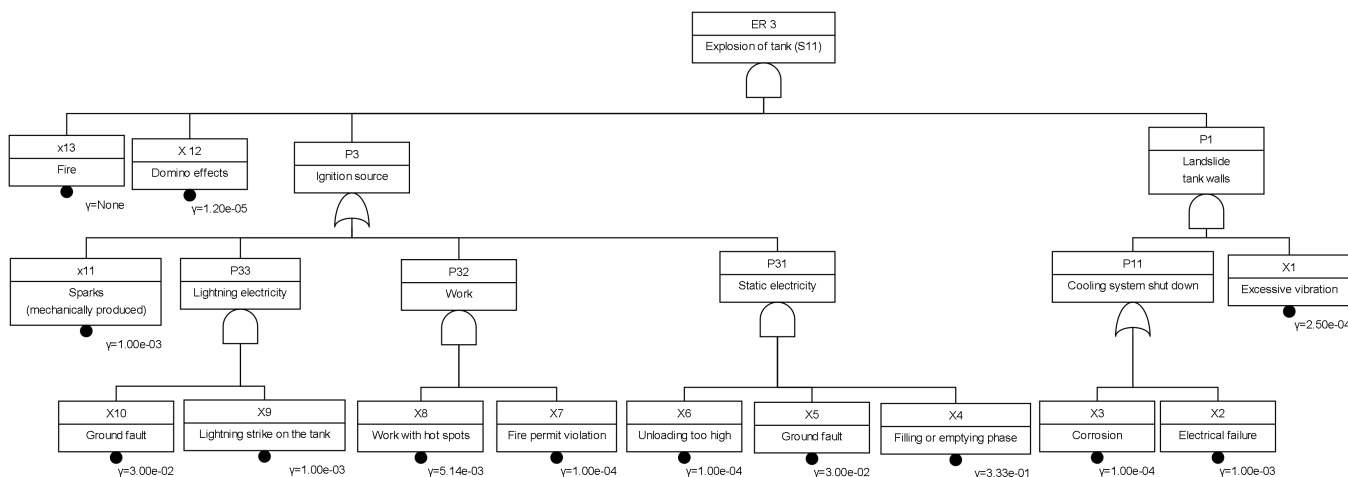 ER 3
Explosion of tank (S11)
x13
Fire
γ=None
X 12
Domino effects
γ=1.20e-05
P3
Ignition source
P1
Landslide
tank walls
x11
Sparks
(mechanically produced)
γ=1.00e-03
P33
Lightning electricity
P32
Work
P31
Static electricity
P11
Cooling system shut down
X1
Excessive vibration
γ=2.50e-04
X10
Ground fault
γ=3.00e-02
X9
Lightning strike on the tank
γ=1.00e-03
X8
Work with hot spots
γ=5.14e-03
X7
Fire permit violation
γ=1.00e-04
X6
Unloading too high
γ=1.00e-04
X5
Ground fault
γ=3.00e-02
X4
Filling or emptying phase
γ=3.33e-01
X3
Corrosion
γ=1.00e-04
X2
Electrical failure
γ=1.00e-03